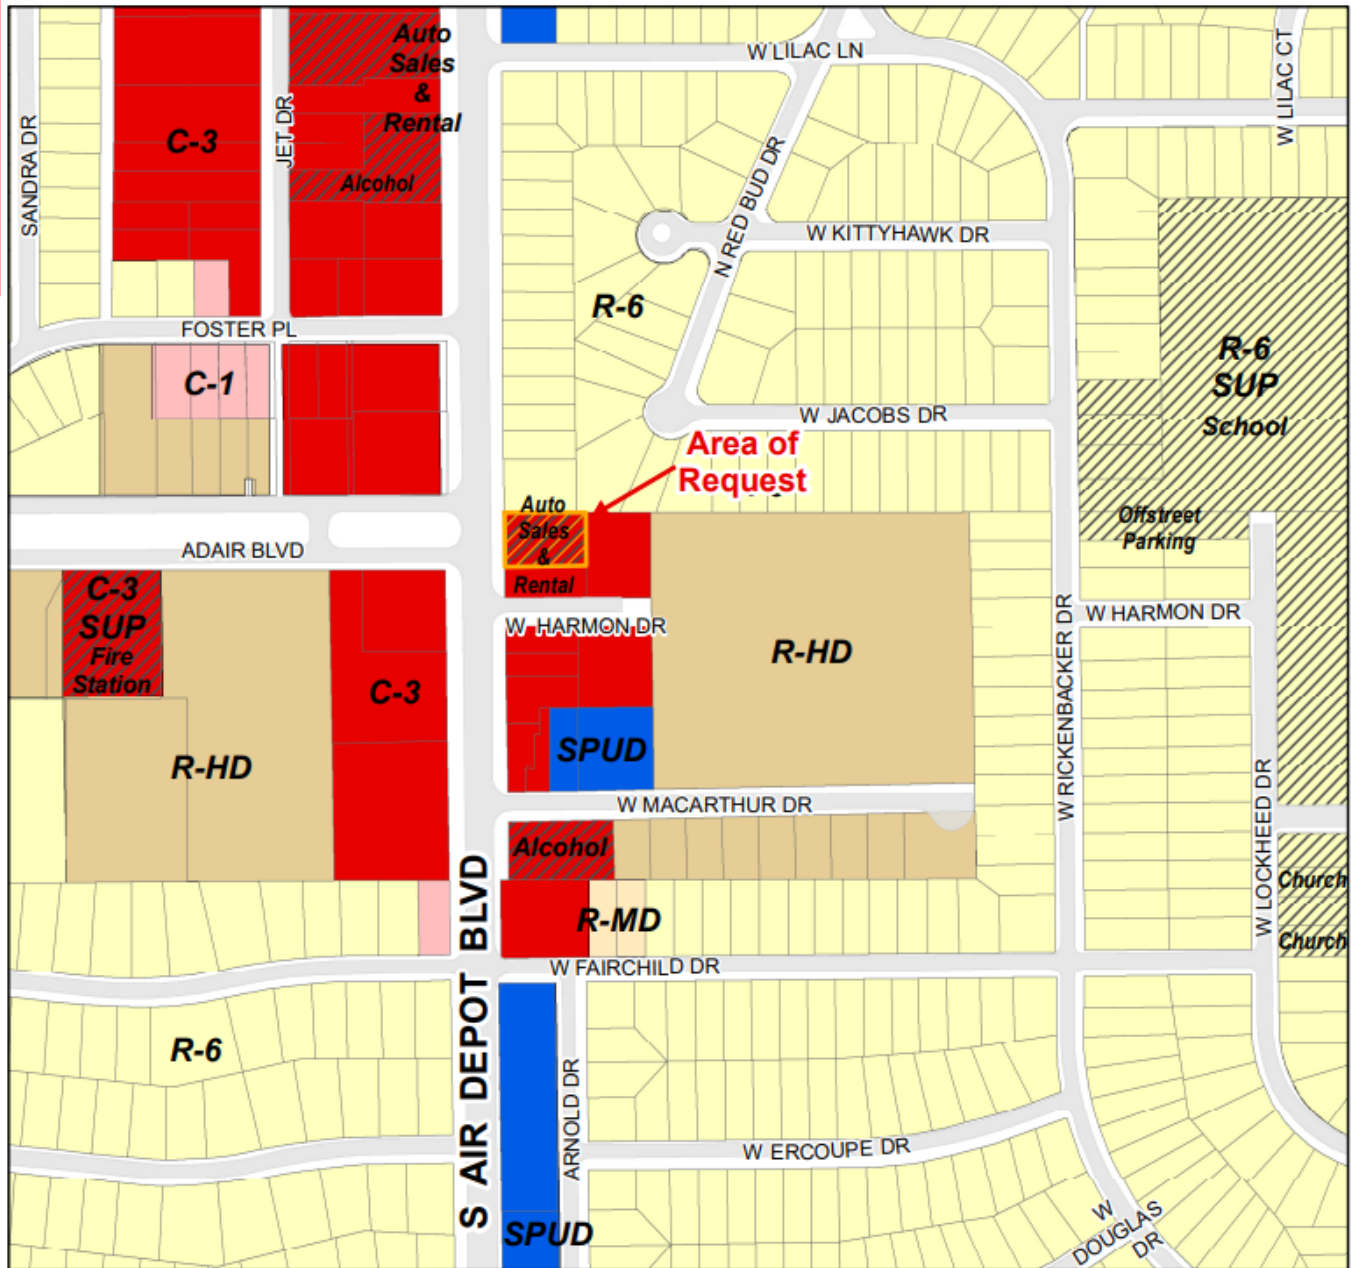 Auto
Sales
&
Rental
W LILAC LN
W LILAC CT
C-3
JET DR
SANDRA DR
Alcohol
N RED BUD DR
W KITTYHAWK DR
R-6
FOSTER PL
R-6
SUP
School
C-1
W JACOBS DR
Area of
Request
Auto
Sales
&
Rental
Offstreet
Parking
ADAIR BLVD
C-3
SUP
Fire
Station
W HARMON DR
W HARMON DR
R-HD
W RICKENBACKER DR
C-3
SPUD
R-HD
W MACARTHUR DR
W LOCKHEED DR
Alcohol
Church
R-MD
Church
S AIR DEPOT BLVD
W FAIRCHILD DR
R-6
ARNOLD DR
W ERCOUPE DR
SPUD
W
DOUGLAS
DR